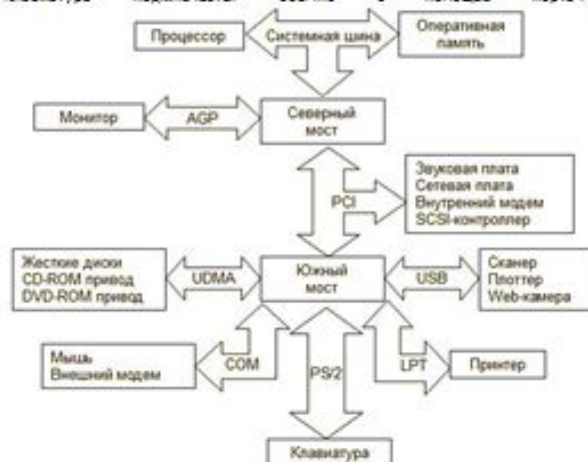 Процессор
Системная шина
Оперативная
память
Монитор
AGP
Северный
мост
PCI
Звуковая плата
Сетевая плата
Внутренний модем
SCSI-контроллер
Жесткие диски
CD-ROM привод
DVD-ROM привод
UDMA
Южный
мост
USB
Сканер
Плоттер
Web-камера
Мышь
Внешний модем
COM
PS/2
LPT
Принтер
Клавиатура